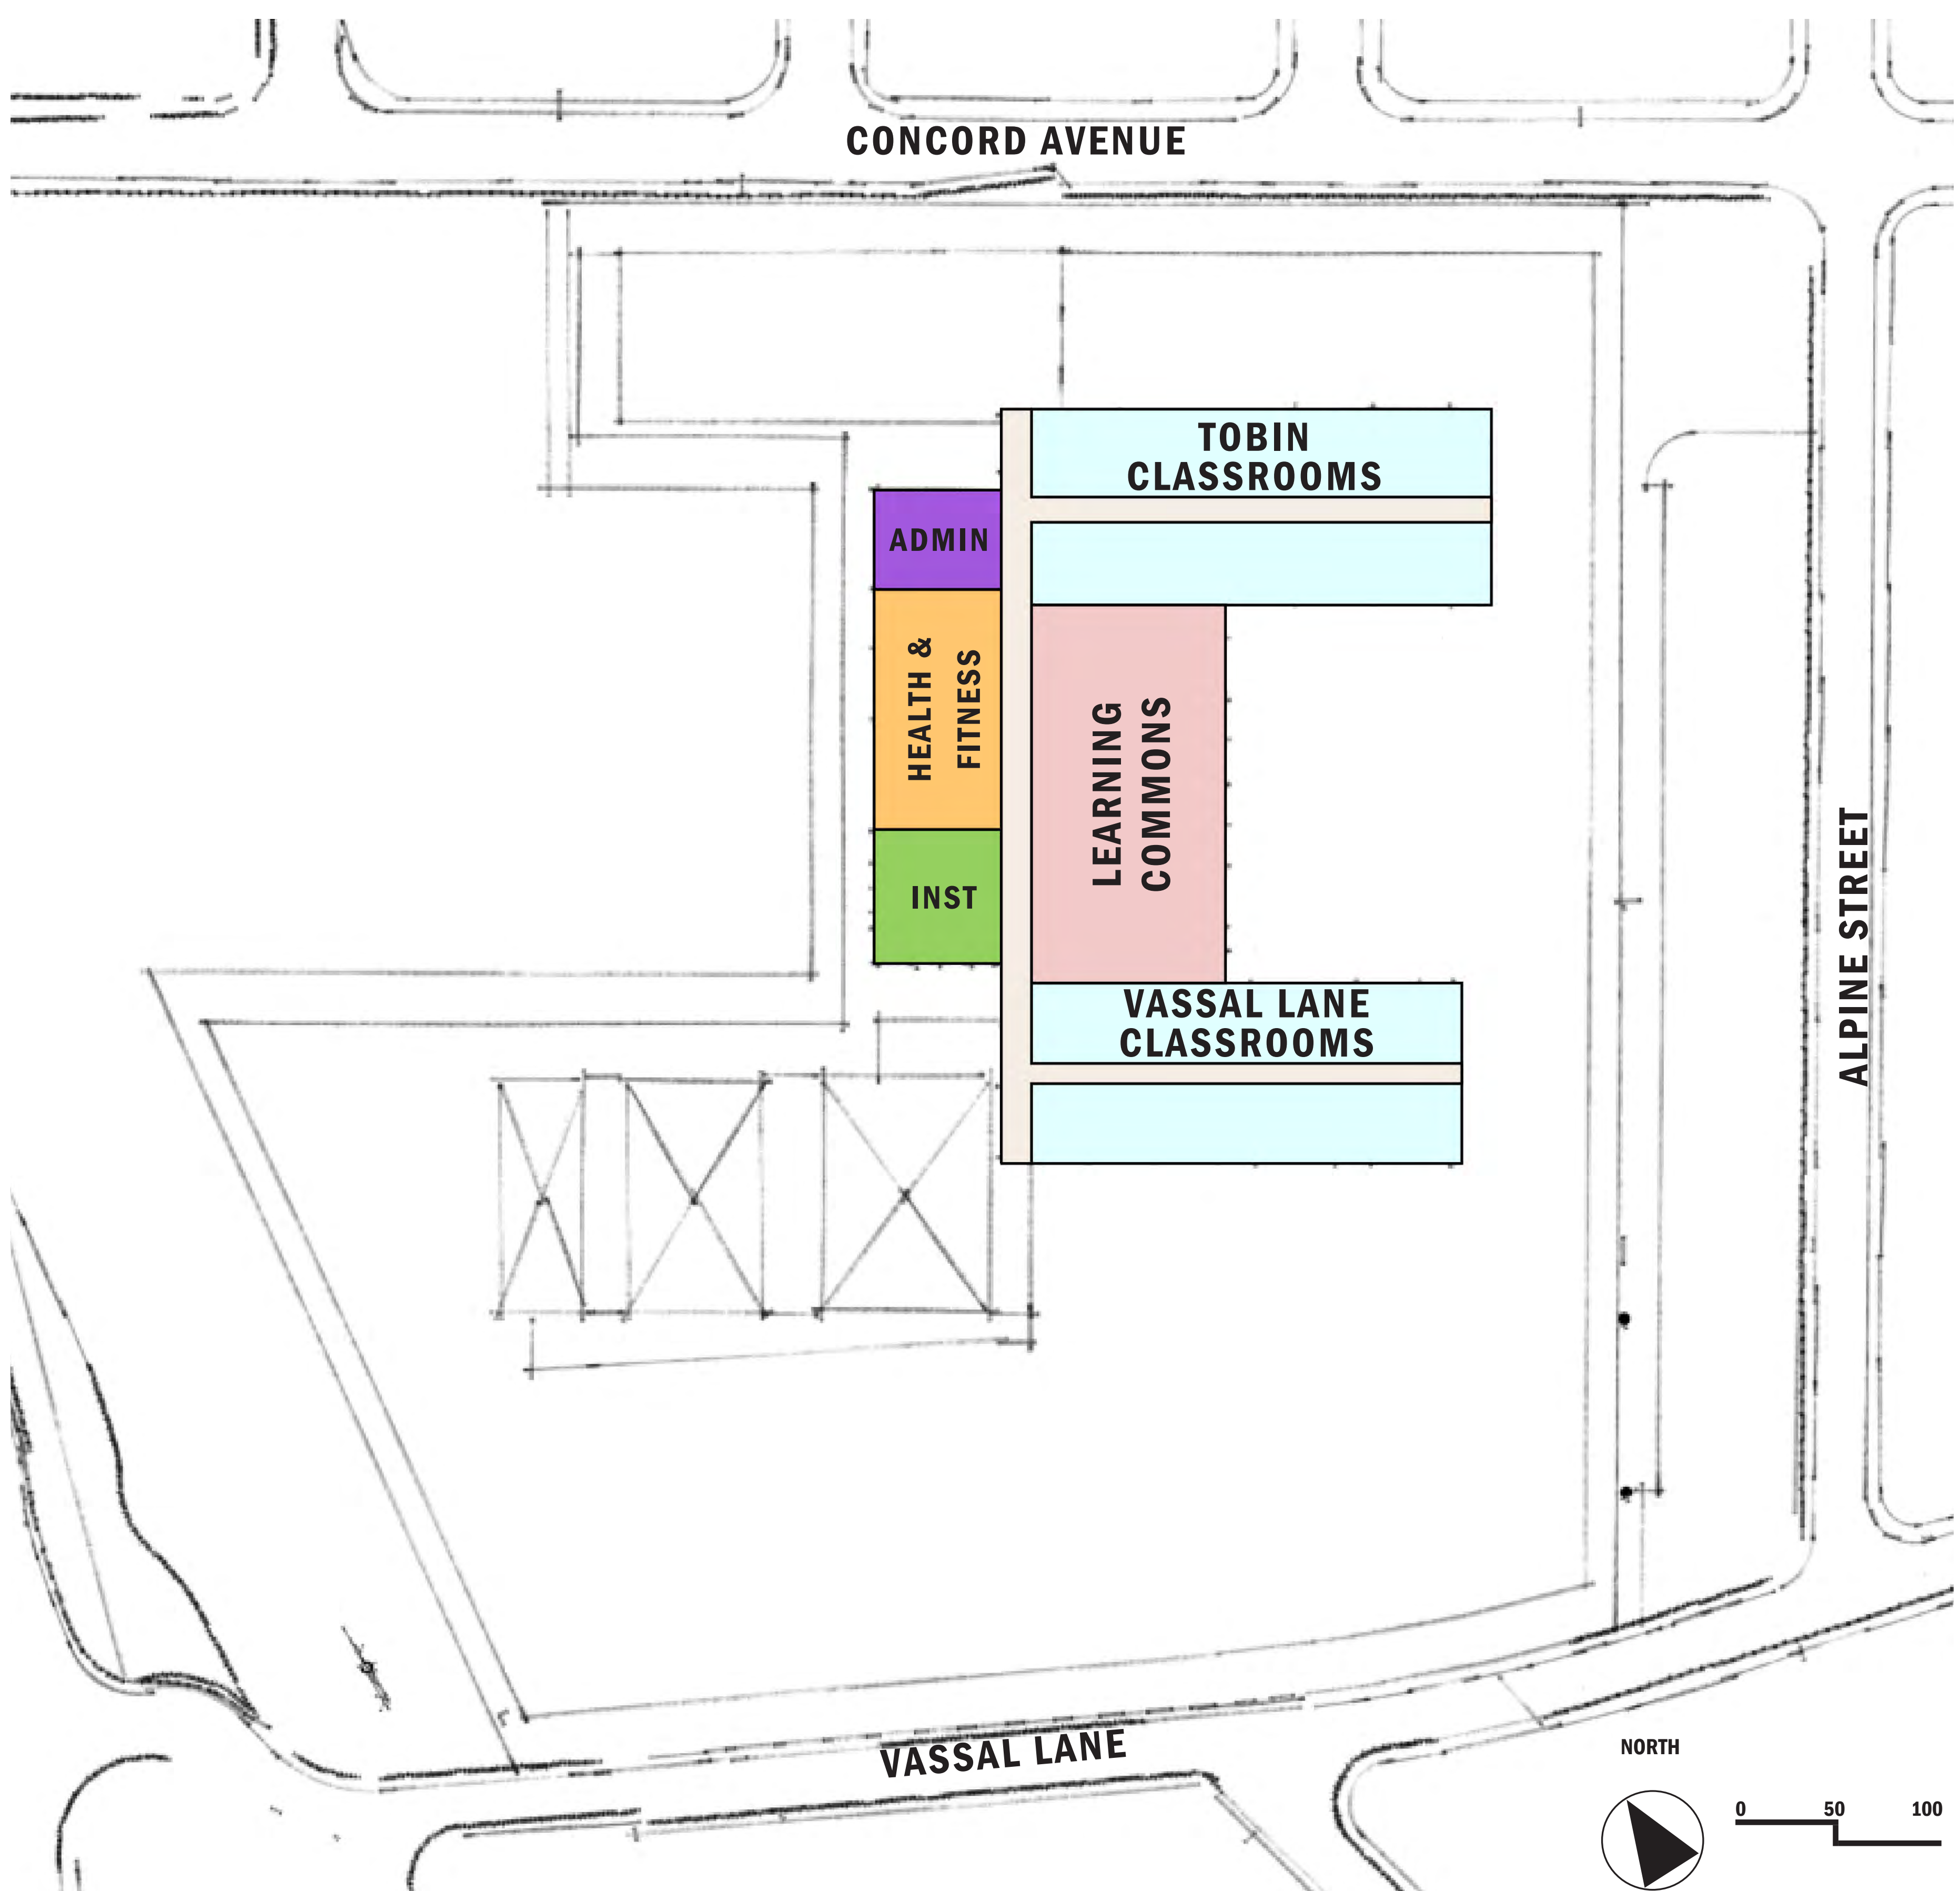 CONCORD AVENUE
TOBIN
CLASSROOMS
ADMIN
HEALTH &
FITNESS
LEARNING
COMMONS
INST
VASSAL LANE
CLASSROOMS
ALPINE STREET
VASSAL LANE
NORTH
0 50 100